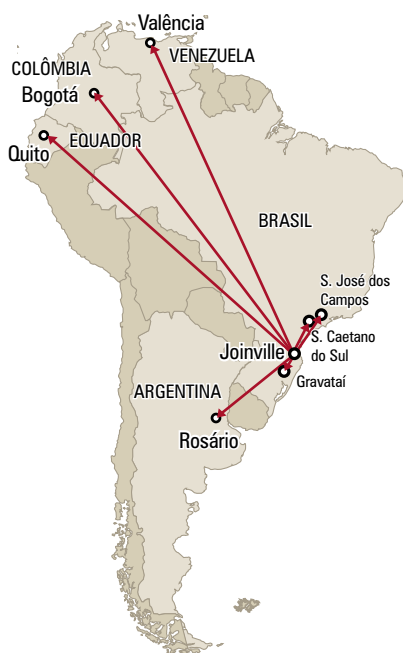 Valência
VENEZUELA
COLÔMBIA
Bogotá
EQUADOR
Quito
BRASIL
S. José dos
Campos
S. Caetano
do Sul
Joinville
Gravataí
ARGENTINA
Rosário